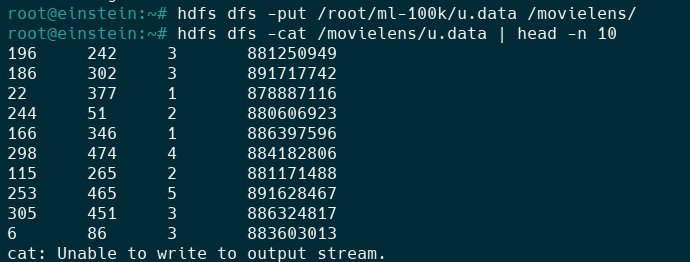 root@einstein:~# hdfs dfs -put /root/ml-100k/u.data /movielens/
root@einstein:~# hdfs dfs -cat /movielens/u.data | head -n 10
196	242	3	881250949
186	302	3	891717742
22	377	1	878887116
244	51	2	880606923
166	346	1	886397596
298	474	4	884182806
115	265	2	881171488
253	465	5	891628467
305	451	3	886324817
6	86	3	883603013
cat: Unable to write to output stream.